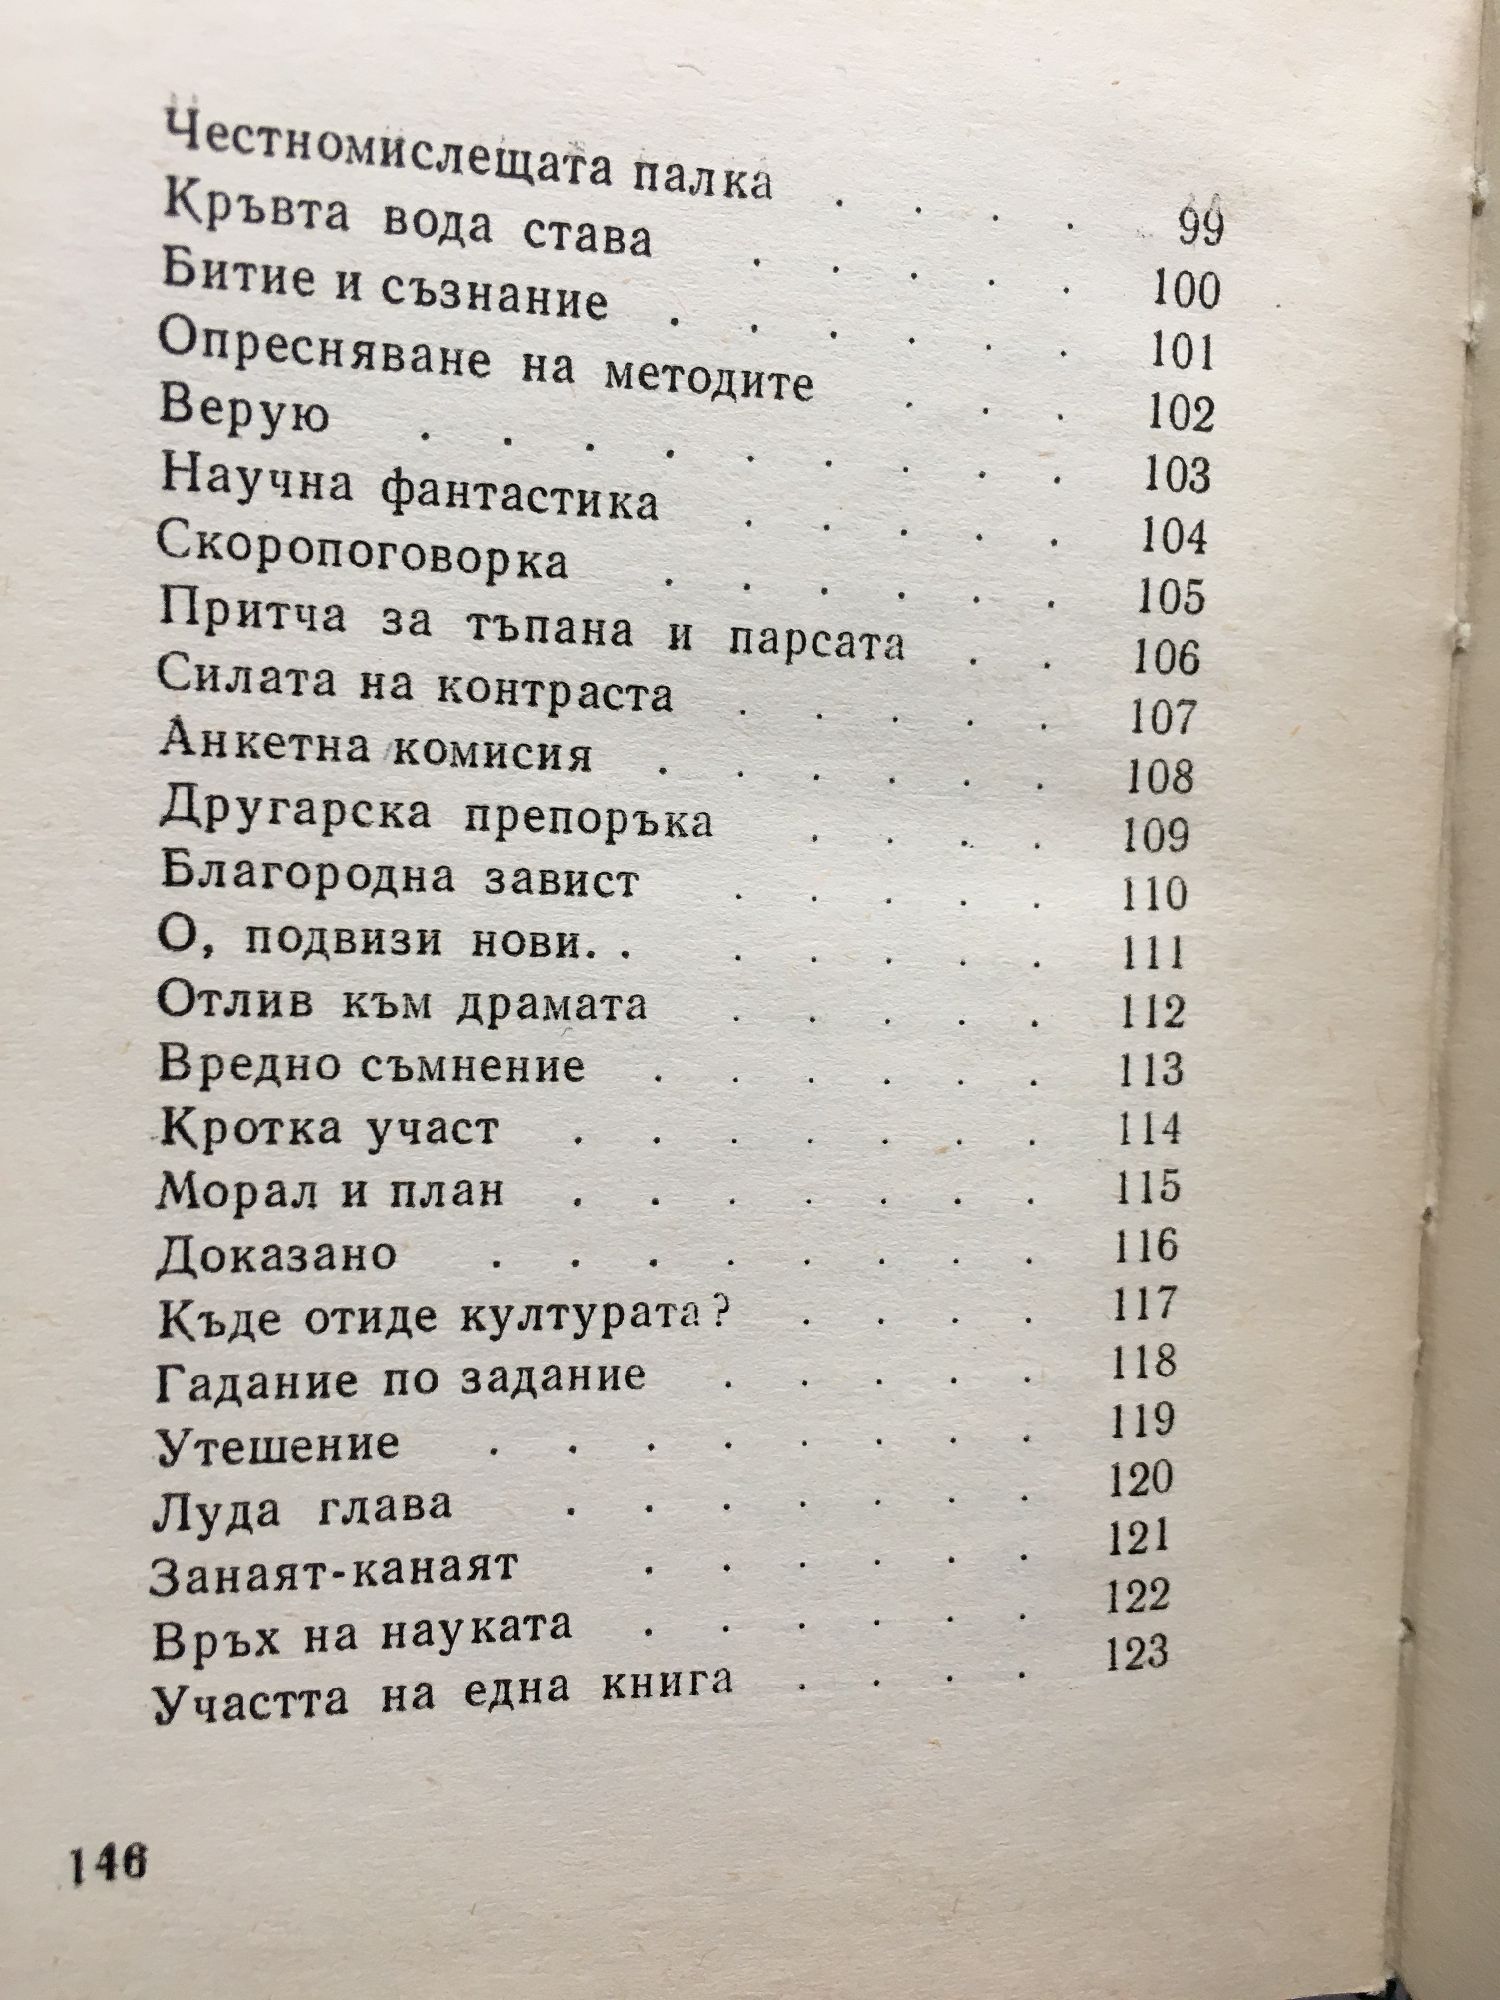 Честномислещата палка . . . . 99
Кръвта вода става . . . . . 100
Битие и съзнание . . . . . . 101
Опресняване на методите . . . 102
Верую . . . . . . . . . 103
Научна фантастика . . . . . 104
Скоропоговорка . . . . . . 105
Притча за тъпана и парсата . . 106
Силата на контраста . . . . . 107
Анкетна комисия . . . . . . 108
Другарска препоръка . . . . 109
Благородна завист . . . . . 110
О, подвизи нови. . . . . . . 111
Отлив към драмата . . . . . 112
Вредно съмнение . . . . . . 113
Кротка участ . . . . . . . 114
Морал и план . . . . . . . 115
Доказано . . . . . . . . 116
Къде отиде културата? . . . . 117
Гадание по задание . . . . . 118
Утешение . . . . . . . . 119
Луда глава . . . . . . . 120
Занаят-канаят . . . . . . 121
Връх на науката . . . . . . 122
Участта на една книга . . . . 123
146